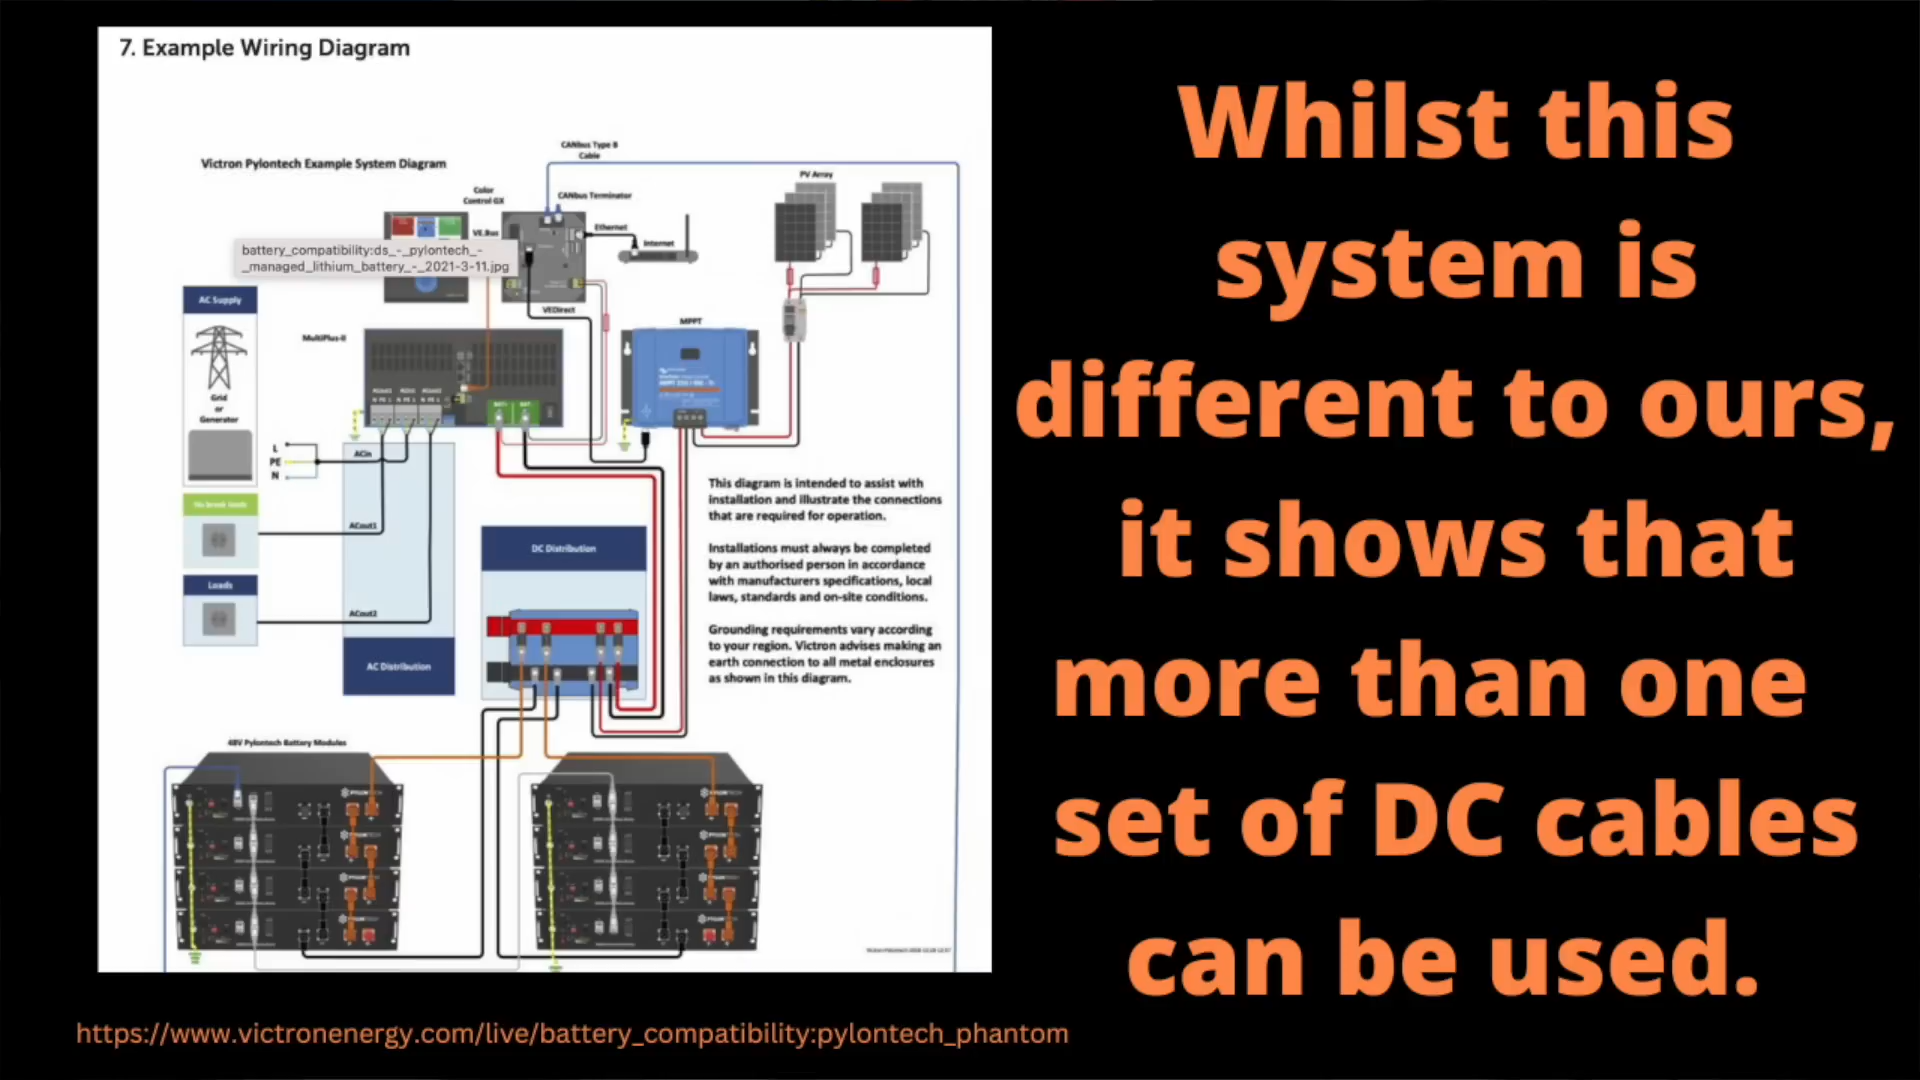 7. Example Wiring Diagram
Victron Pylontech Example System Diagram
CANbus Type B
Cable
Color
Control GX
CANbus Terminator
PV Array
VE.Bus
Ethernet
Internet
battery_compatibility:ds_-_pylontech_-
_managed_lithium_battery_-_2021-3-11.jpg
AC Supply
VEDirect
MultiPlus-II
MPPT
Grid
or
Generator
L
PE
N
ACin
No break loads
ACout1
Loads
ACout2
AC Distribution
DC Distribution
This diagram is intended to assist with
installation and illustrate the connections
that are required for operation.
Installations must always be completed
by an authorised person in accordance
with manufacturers specifications, local
laws, standards and on-site conditions.
Grounding requirements vary according
to your region. Victron advises making an
earth connection to all metal enclosures
as shown in this diagram.
48V Pylontech Battery Modules
Whilst this
system is
different to ours,
it shows that
more than one
set of DC cables
can be used.
https://www.victronenergy.com/live/battery_compatibility:pylontech_phantom